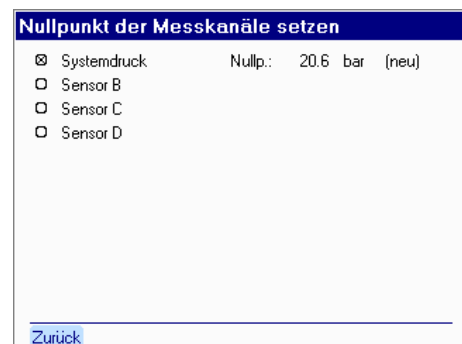 Nullpunkt der Messkanäle setzen
Systemdruck Nullp.: 20.6 bar (neu)
Sensor B
Sensor C
Sensor D
Zurück